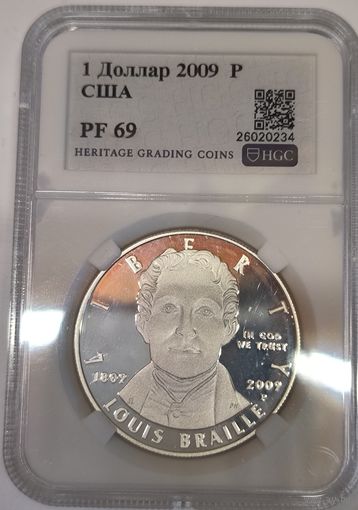 1 Доллар 2009 P
США
PF 69
26020234
HERITAGE GRADING COINS HGC
LIBERTY
IN GOD
WE TRUST
1809
2009
P
LOUIS BRAILLE